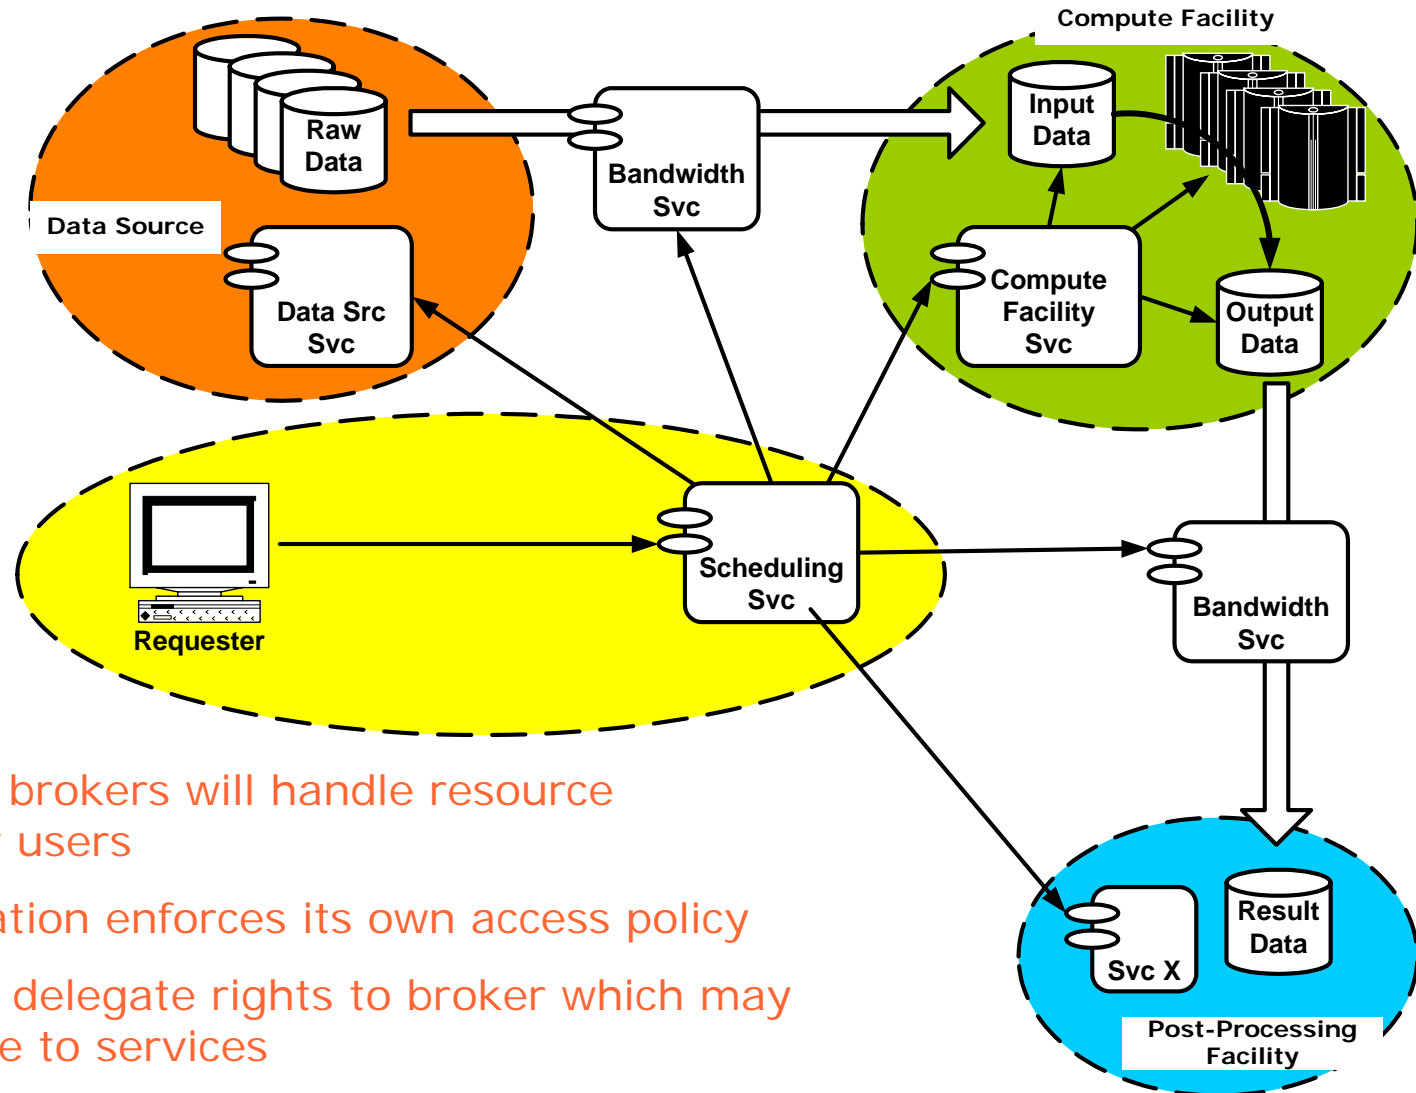 Compute Facility
Raw
Data
Bandwidth
Svc
Input
Data
Data Source
Data Src
Svc
Compute
Facility
Svc
Output
Data
Requester
Scheduling
Svc
Bandwidth
Svc
brokers will handle resource
users
enforces its own access policy
delegate rights to broker which may
to services
Result
Data
Svc X
Post-Processing
Facility